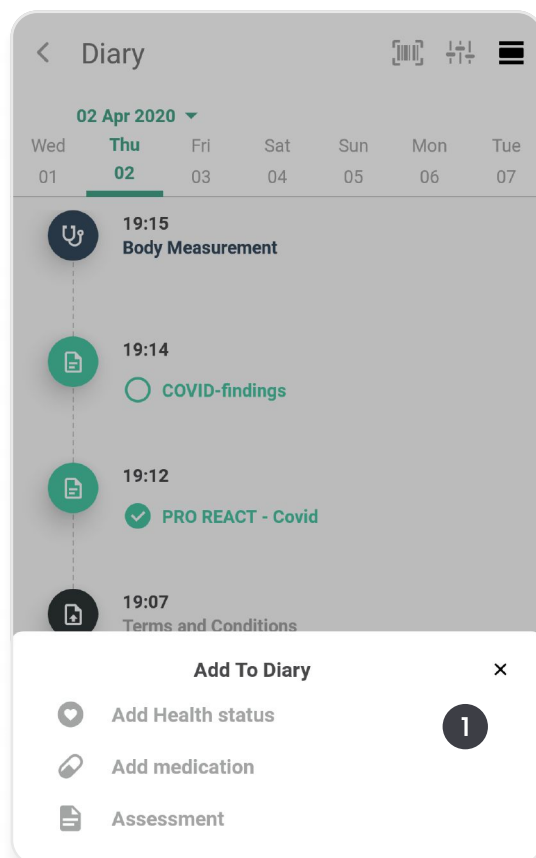 Diary
02 Apr 2020
Wed Thu Fri Sat Sun Mon Tue
01 02 03 04 05 06 07
19:15
Body Measurement
19:14
COVID-findings
19:12
PRO REACT - Covid
19:07
Terms and Conditions
Add To Diary
Add Health status
1
Add medication
Assessment